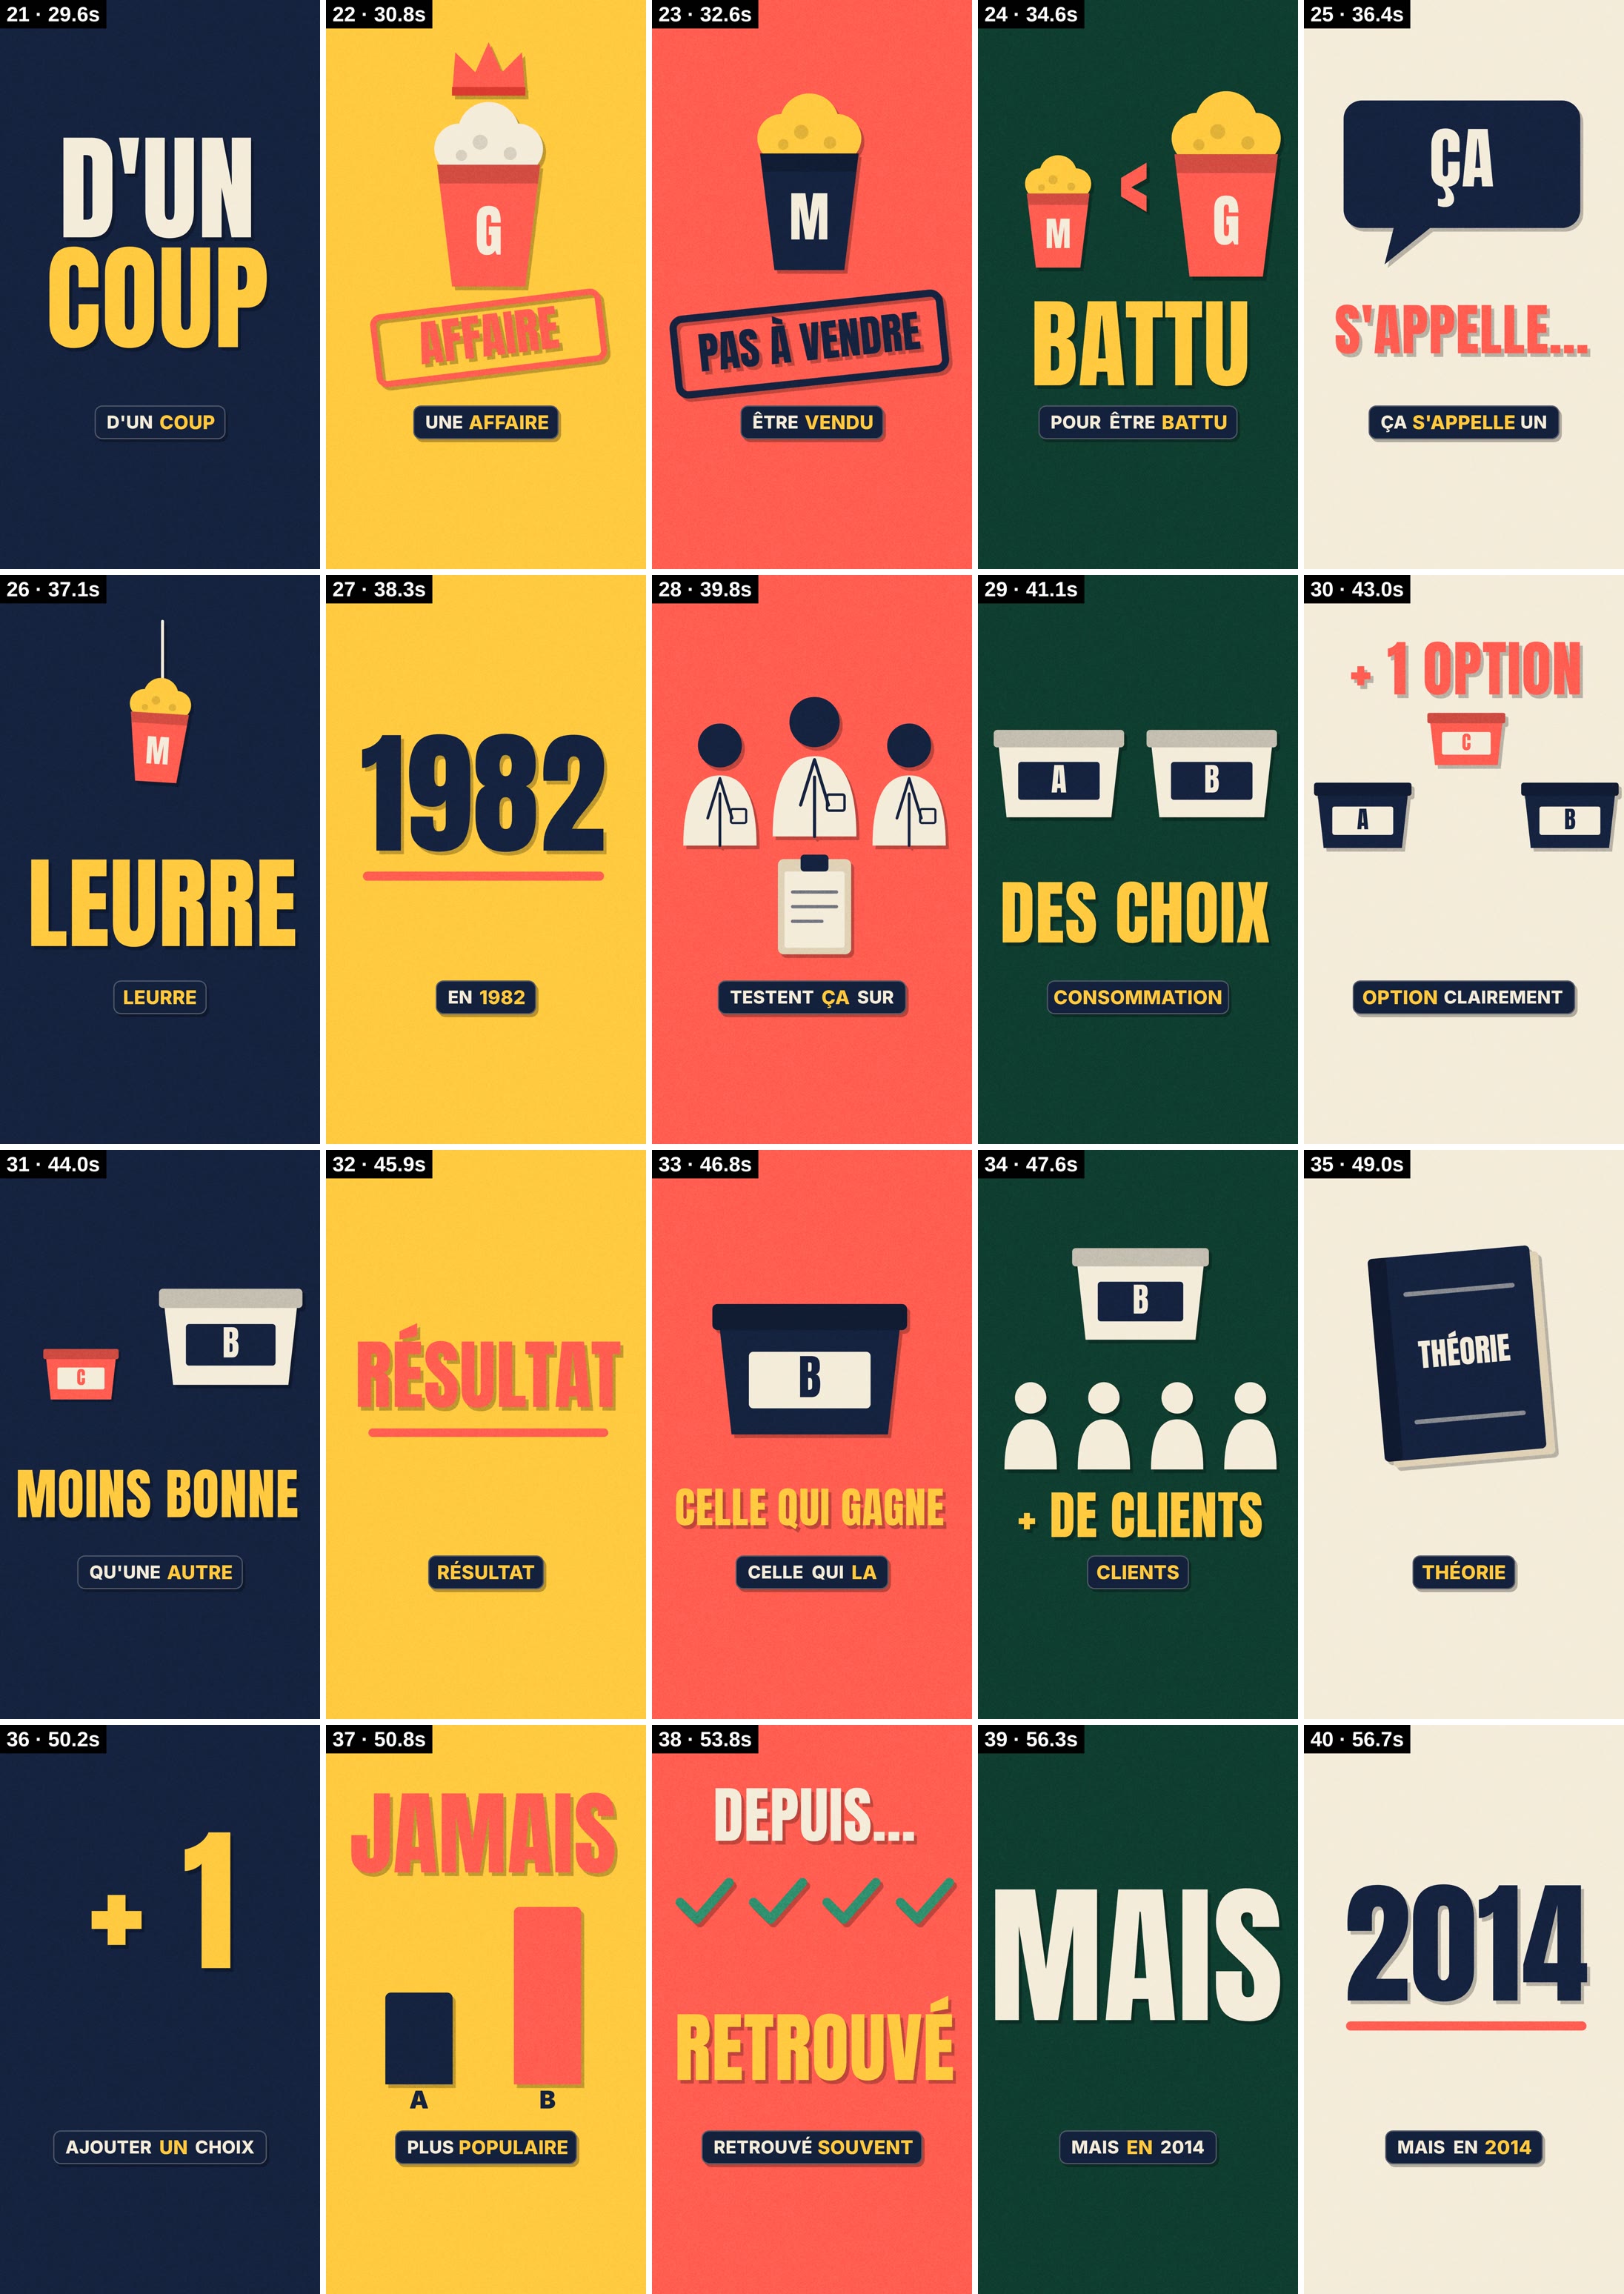 21 · 29.6s
D'UN
COUP
D'UN COUP
22 · 30.8s
G
AFFAIRE
UNE AFFAIRE
23 · 32.6s
M
PAS À VENDRE
ÊTRE VENDU
24 · 34.6s
M < G
BATTU
POUR ÊTRE BATTU
25 · 36.4s
ÇA
S'APPELLE...
ÇA S'APPELLE UN
26 · 37.1s
M
LEURRE
LEURRE
27 · 38.3s
1982
EN 1982
28 · 39.8s
TESTENT ÇA SUR
29 · 41.1s
A B
DES CHOIX
CONSOMMATION
30 · 43.0s
+ 1 OPTION
C
A B
OPTION CLAIREMENT
31 · 44.0s
B
C
MOINS BONNE
QU'UNE AUTRE
32 · 45.9s
RÉSULTAT
RÉSULTAT
33 · 46.8s
B
CELLE QUI GAGNE
CELLE QUI LA
34 · 47.6s
B
+ DE CLIENTS
CLIENTS
35 · 49.0s
THÉORIE
THÉORIE
36 · 50.2s
+ 1
AJOUTER UN CHOIX
37 · 50.8s
JAMAIS
A B
PLUS POPULAIRE
38 · 53.8s
DEPUIS...
RETROUVÉ
RETROUVÉ SOUVENT
39 · 56.3s
MAIS
MAIS EN 2014
40 · 56.7s
2014
MAIS EN 2014